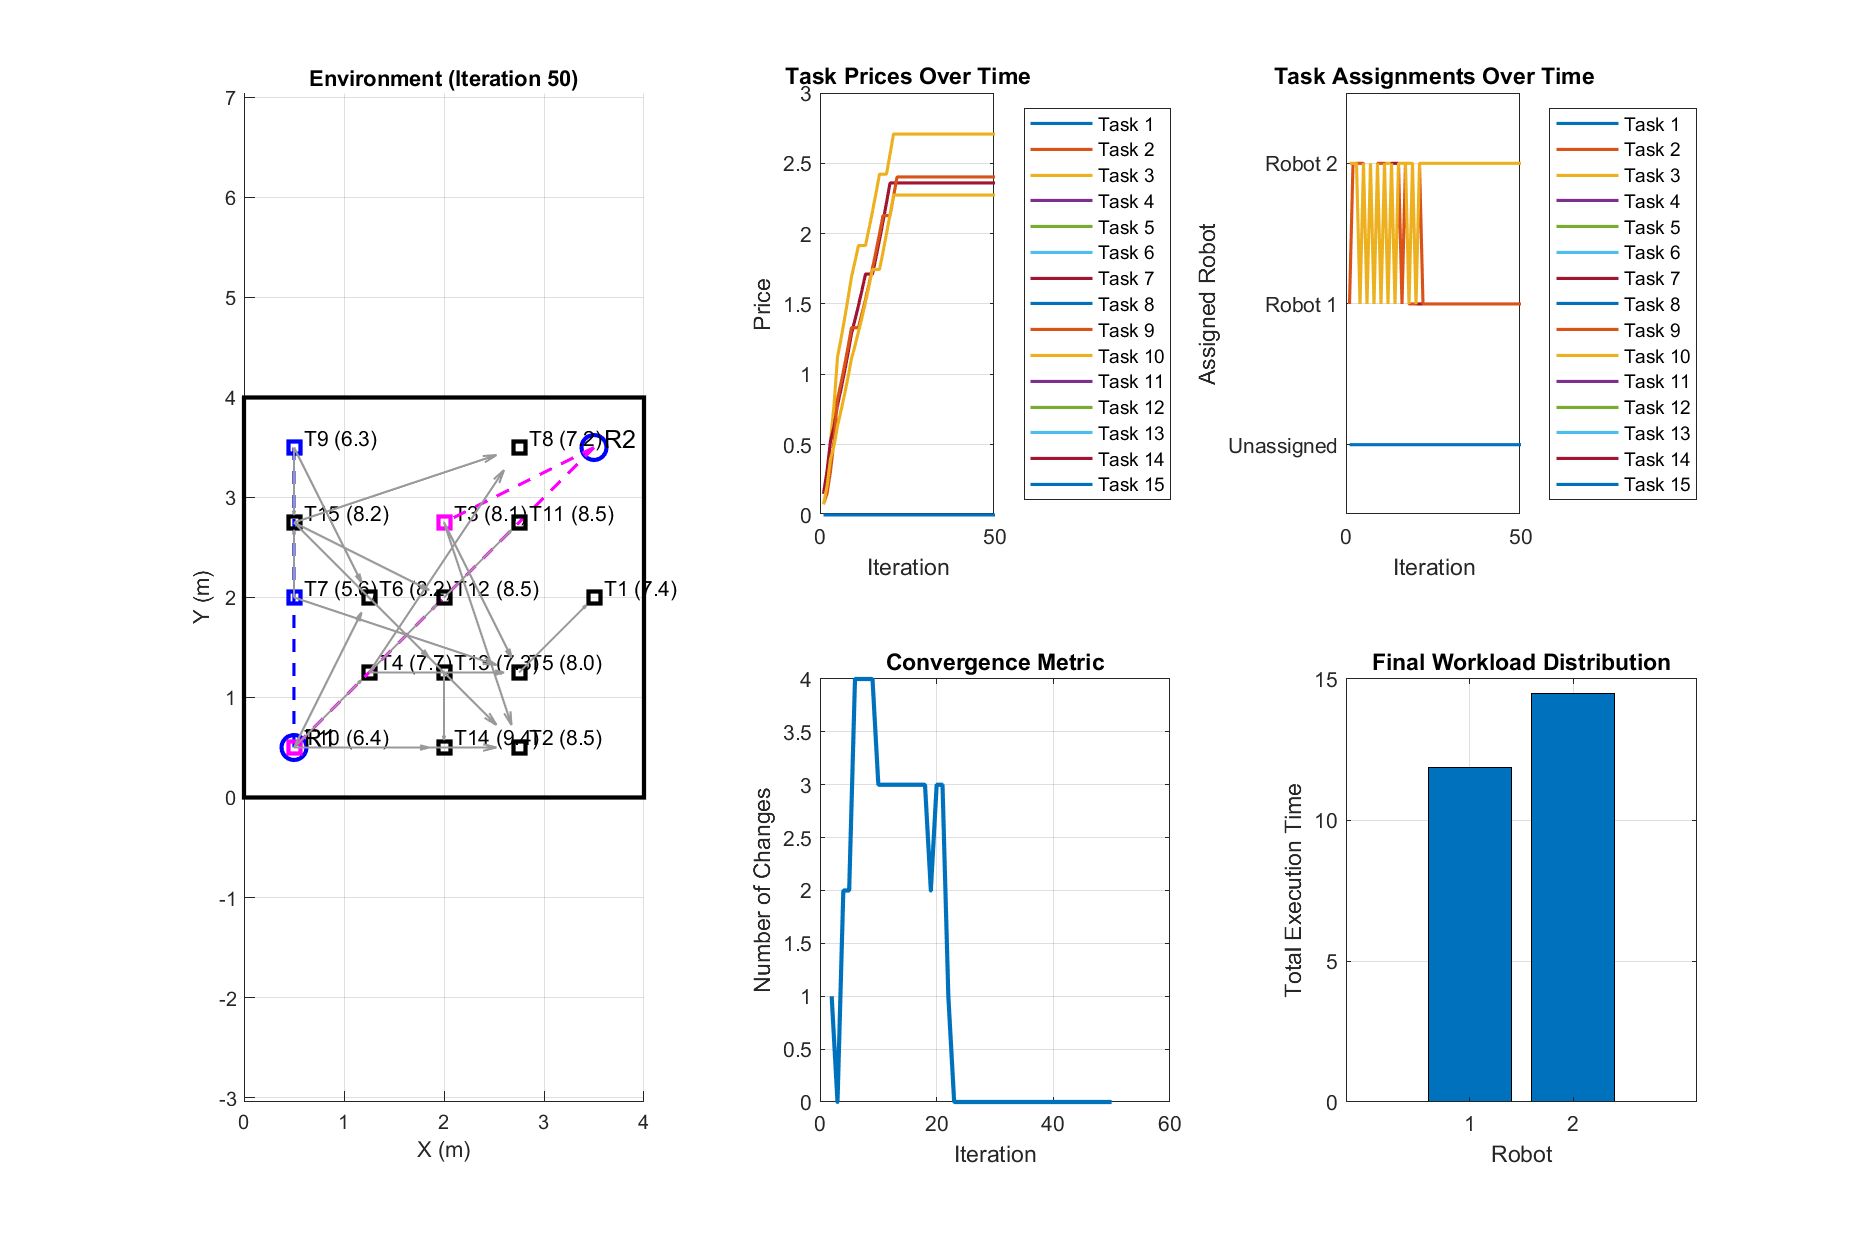 Environment (Iteration 50)
7
6
5
4
3
2
1
0
-1
-2
-3
0
1
2
3
4
X (m)
Y (m)
T9 (6.3)
T8 (7.2)
R2
T15 (8.2)
T3 (8.1)
T11 (8.5)
T7 (5.6)
T6 (8.2)
T12 (8.5)
T1 (7.4)
T4 (7.7)
T13 (7.3)
T5 (8.0)
R1
T10 (6.4)
T14 (9.4)
T2 (8.5)
Task Prices Over Time
3
2.5
2
1.5
1
0.5
0
0
50
Iteration
Price
Task 1
Task 2
Task 3
Task 4
Task 5
Task 6
Task 7
Task 8
Task 9
Task 10
Task 11
Task 12
Task 13
Task 14
Task 15
Task Assignments Over Time
Robot 2
Robot 1
Unassigned
0
50
Iteration
Assigned Robot
Task 1
Task 2
Task 3
Task 4
Task 5
Task 6
Task 7
Task 8
Task 9
Task 10
Task 11
Task 12
Task 13
Task 14
Task 15
Convergence Metric
4
3.5
3
2.5
2
1.5
1
0.5
0
0
20
40
60
Iteration
Number of Changes
Final Workload Distribution
15
10
5
0
1
2
Robot
Total Execution Time